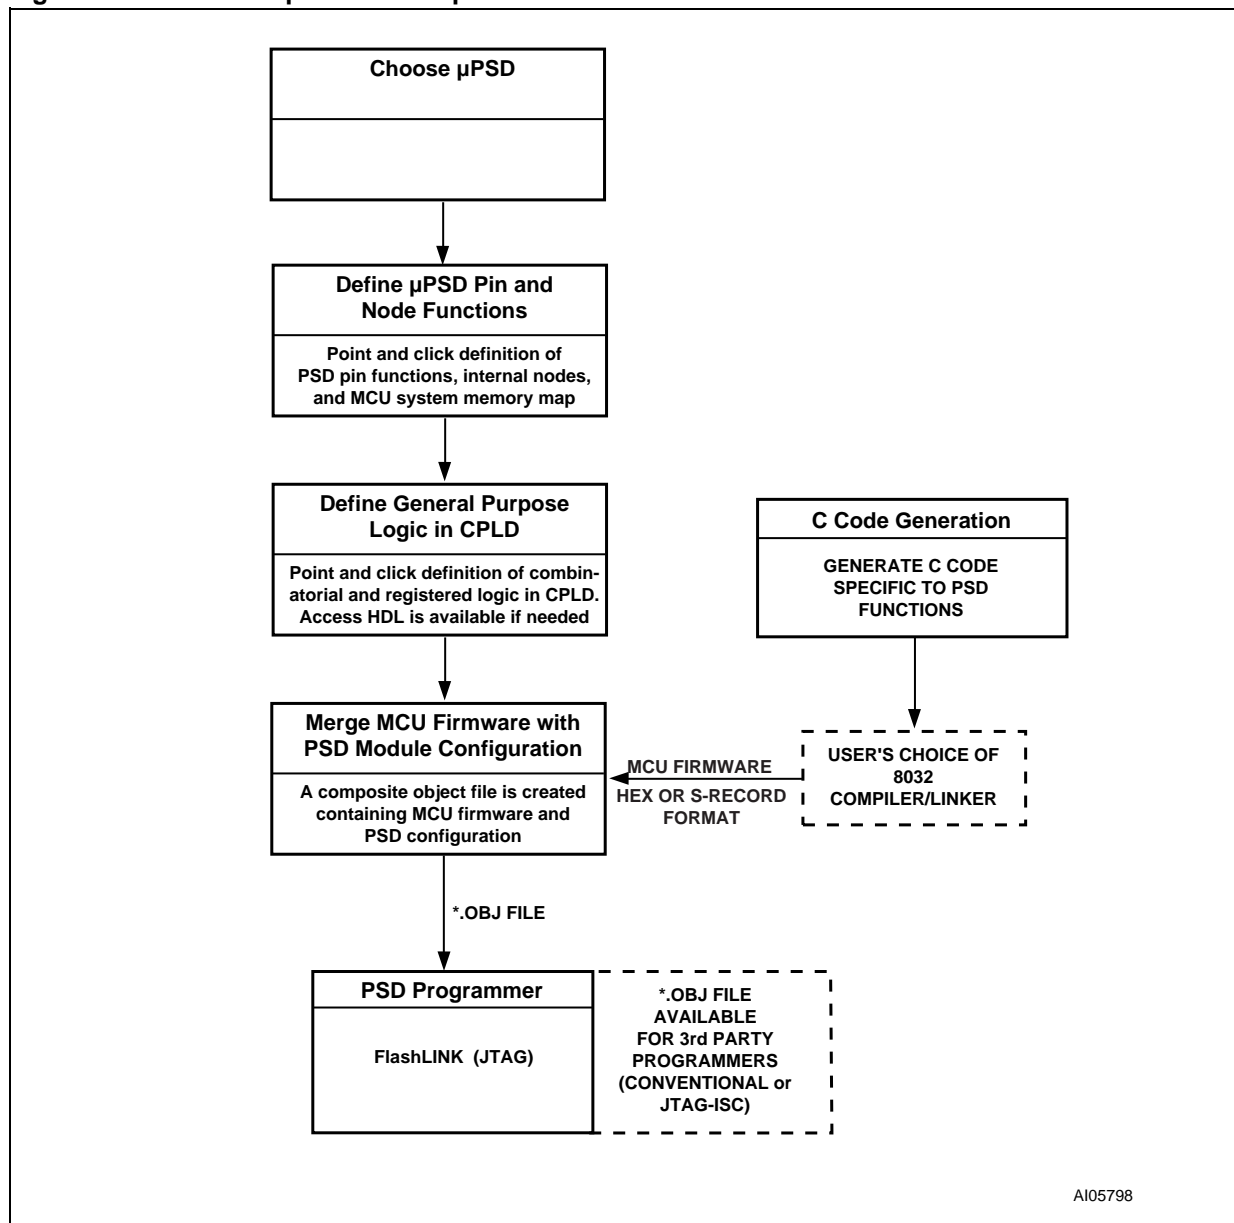 Choose µPSD
Define µPSD Pin and
Node Functions
Point and click definition of
PSD pin functions, internal nodes,
and MCU system memory map
Define General Purpose
Logic in CPLD
Point and click definition of combin-
atorial and registered logic in CPLD.
Access HDL is available if needed
C Code Generation
GENERATE C CODE
SPECIFIC TO PSD
FUNCTIONS
Merge MCU Firmware with
PSD Module Configuration
A composite object file is created
containing MCU firmware and
PSD configuration
MCU FIRMWARE
HEX OR S-RECORD
FORMAT
USER'S CHOICE OF
8032
COMPILER/LINKER
*.OBJ FILE
PSD Programmer
FlashLINK (JTAG)
*.OBJ FILE
AVAILABLE
FOR 3rd PARTY
PROGRAMMERS
(CONVENTIONAL or
JTAG-ISC)
AI05798